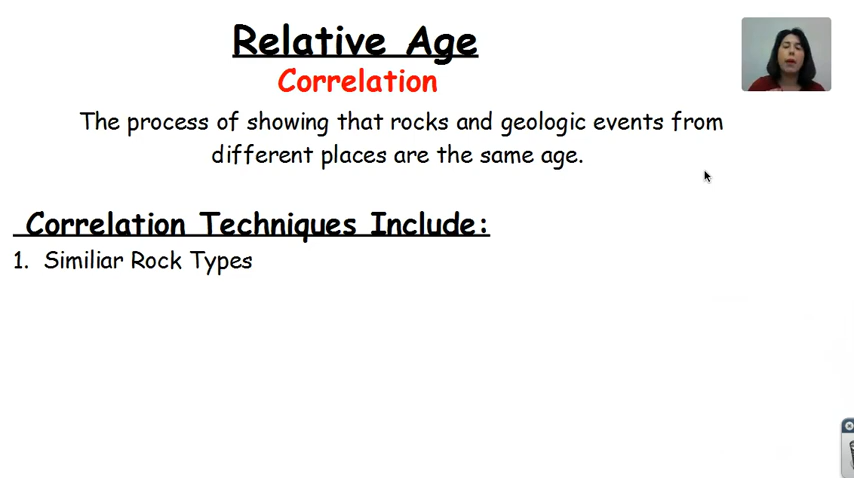 Relative Age
Correlation
The process of showing that rocks and geologic events from
different places are the same age.
Correlation Techniques Include:
1. Similiar Rock Types